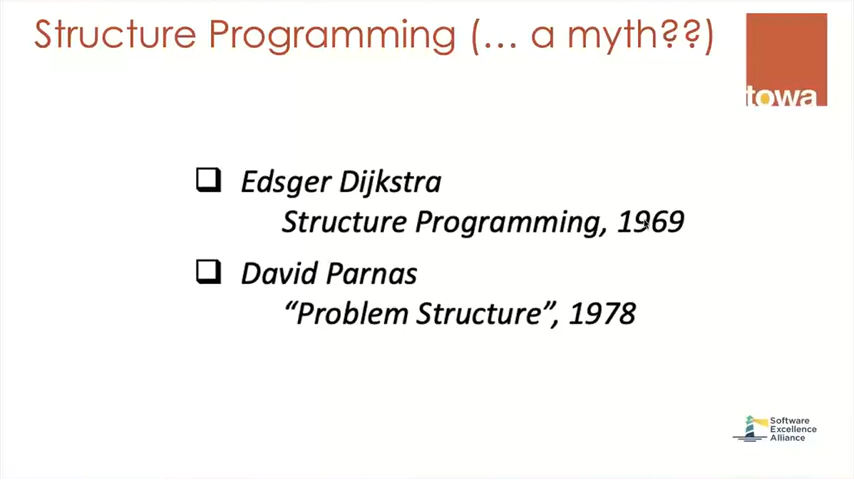 Structure Programming (... a myth??)
towa
Edsger Dijkstra
Structure Programming, 1969
David Parnas
“Problem Structure”, 1978
Software
Excellence
Alliance